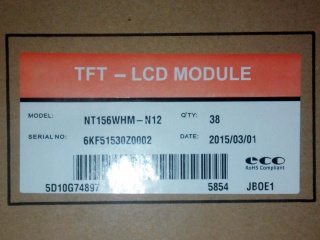 TFT – LCD MODULE
MODEL: NT156WHM – N12 Q'TY: 38
SERIAL NO: 6KF51530Z0002 DATE: 2015/03/01
eco
RoHS Compliant
5D10G74897 5854 JBOE1